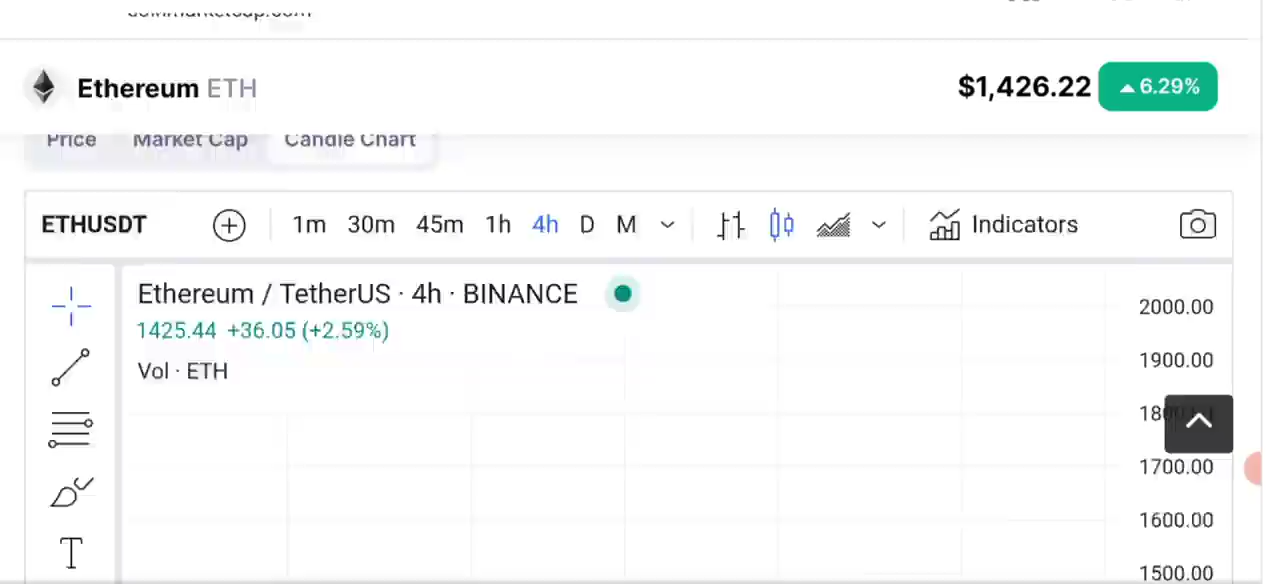 coinmarketcap.com
Ethereum ETH
$1,426.22
6.29%
Price Market Cap Candle Chart
ETHUSDT 1m 30m 45m 1h 4h D M Indicators
Ethereum / TetherUS · 4h · BINANCE
1425.44 +36.05 (+2.59%)
Vol · ETH
2000.00
1900.00
1700.00
1600.00
1500.00